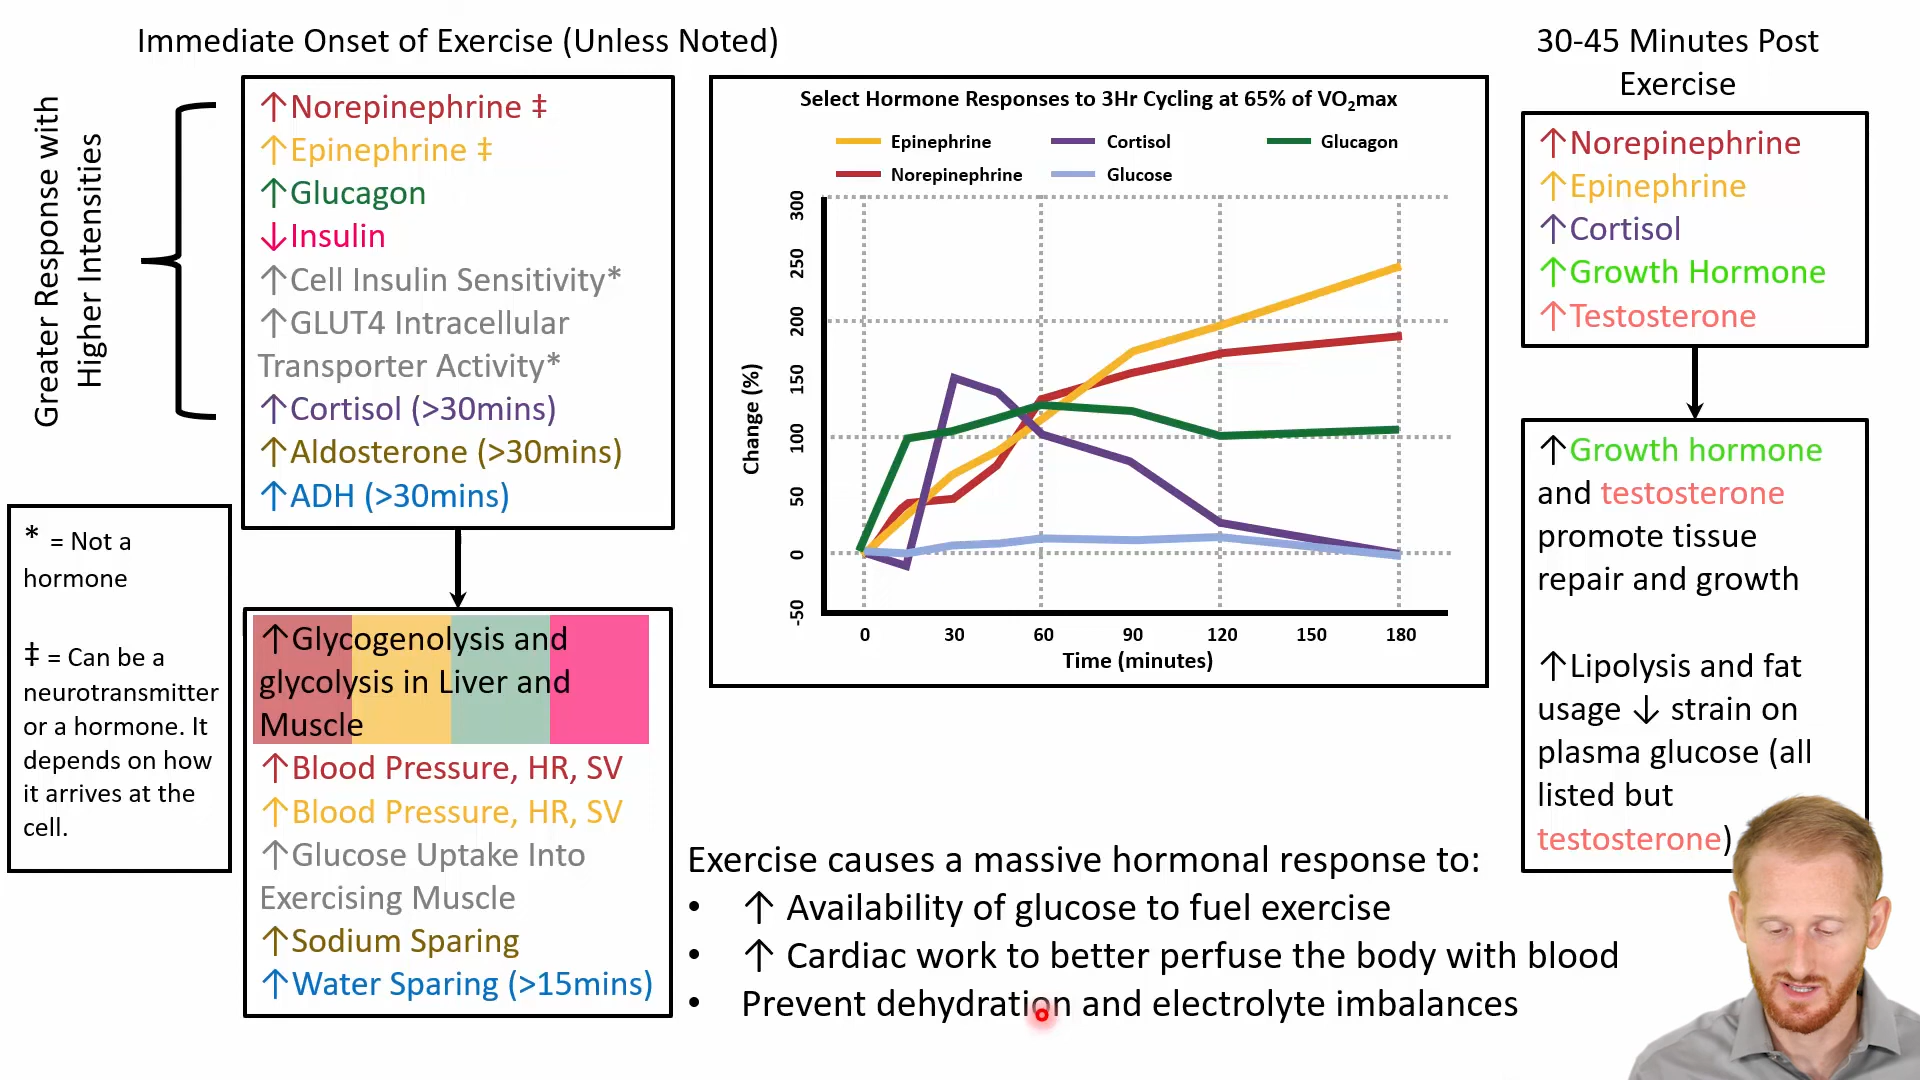 Immediate Onset of Exercise (Unless Noted)
Greater Response with
Higher Intensities
↑Norepinephrine ‡
↑Epinephrine ‡
↑Glucagon
↓Insulin
↑Cell Insulin Sensitivity*
↑GLUT4 Intracellular
Transporter Activity*
↑Cortisol (>30mins)
↑Aldosterone (>30mins)
↑ADH (>30mins)
* = Not a
hormone
‡ = Can be a
neurotransmitter
or a hormone. It
depends on how
it arrives at the
cell.
↑Glycogenolysis and
glycolysis in Liver and
Muscle
↑Blood Pressure, HR, SV
↑Blood Pressure, HR, SV
↑Glucose Uptake Into
Exercising Muscle
↑Sodium Sparing
↑Water Sparing (>15mins)
Select Hormone Responses to 3Hr Cycling at 65% of VO₂max
Epinephrine Cortisol Glucagon
Norepinephrine Glucose
Change (%)
300
250
200
150
100
50
0
-50
0 30 60 90 120 150 180
Time (minutes)
Exercise causes a massive hormonal response to:
• ↑ Availability of glucose to fuel exercise
• ↑ Cardiac work to better perfuse the body with blood
• Prevent dehydration and electrolyte imbalances
30-45 Minutes Post
Exercise
↑Norepinephrine
↑Epinephrine
↑Cortisol
↑Growth Hormone
↑Testosterone
↑Growth hormone
and testosterone
promote tissue
repair and growth
↑Lipolysis and fat
usage ↓ strain on
plasma glucose (all
listed but
testosterone)